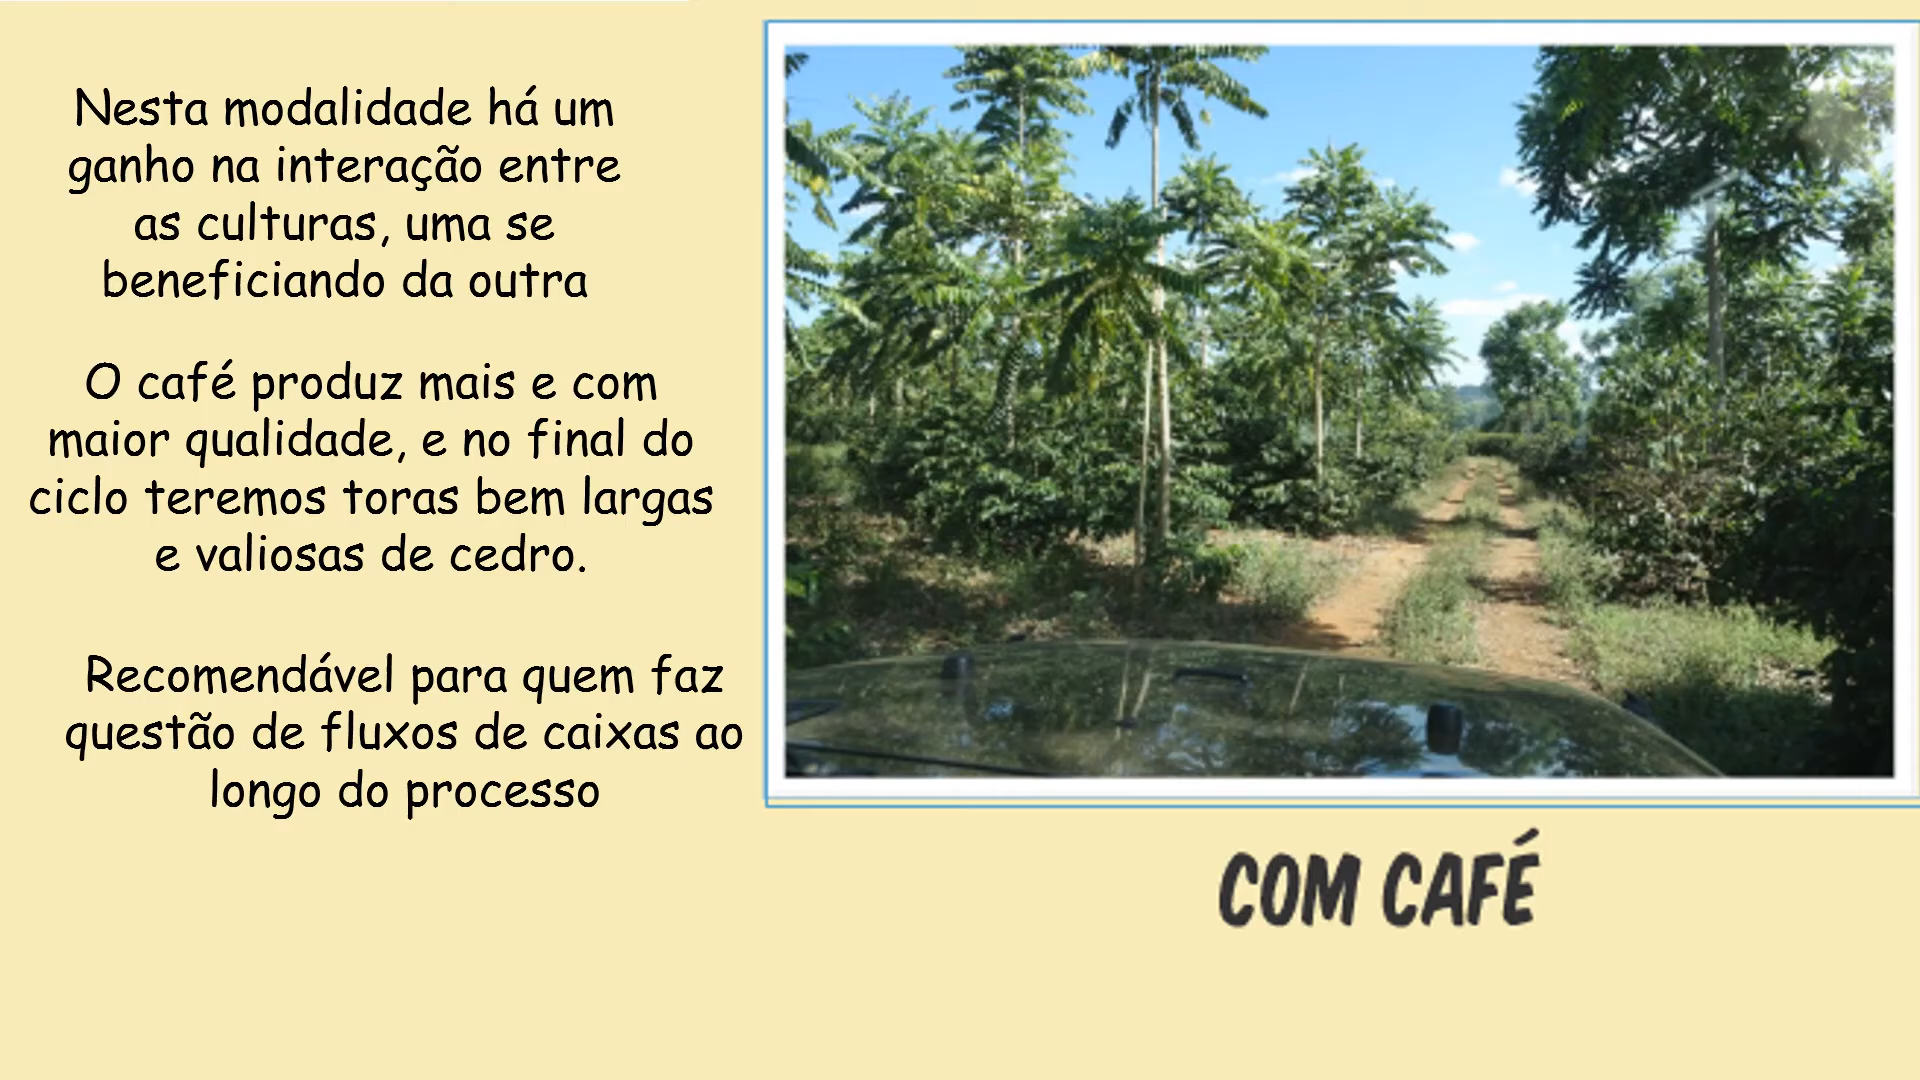 Nesta modalidade há um
ganho na interação entre
as culturas, uma se
beneficiando da outra
O café produz mais e com
maior qualidade, e no final do
ciclo teremos toras bem largas
e valiosas de cedro.
Recomendável para quem faz
questão de fluxos de caixas ao
longo do processo
COM CAFÉ